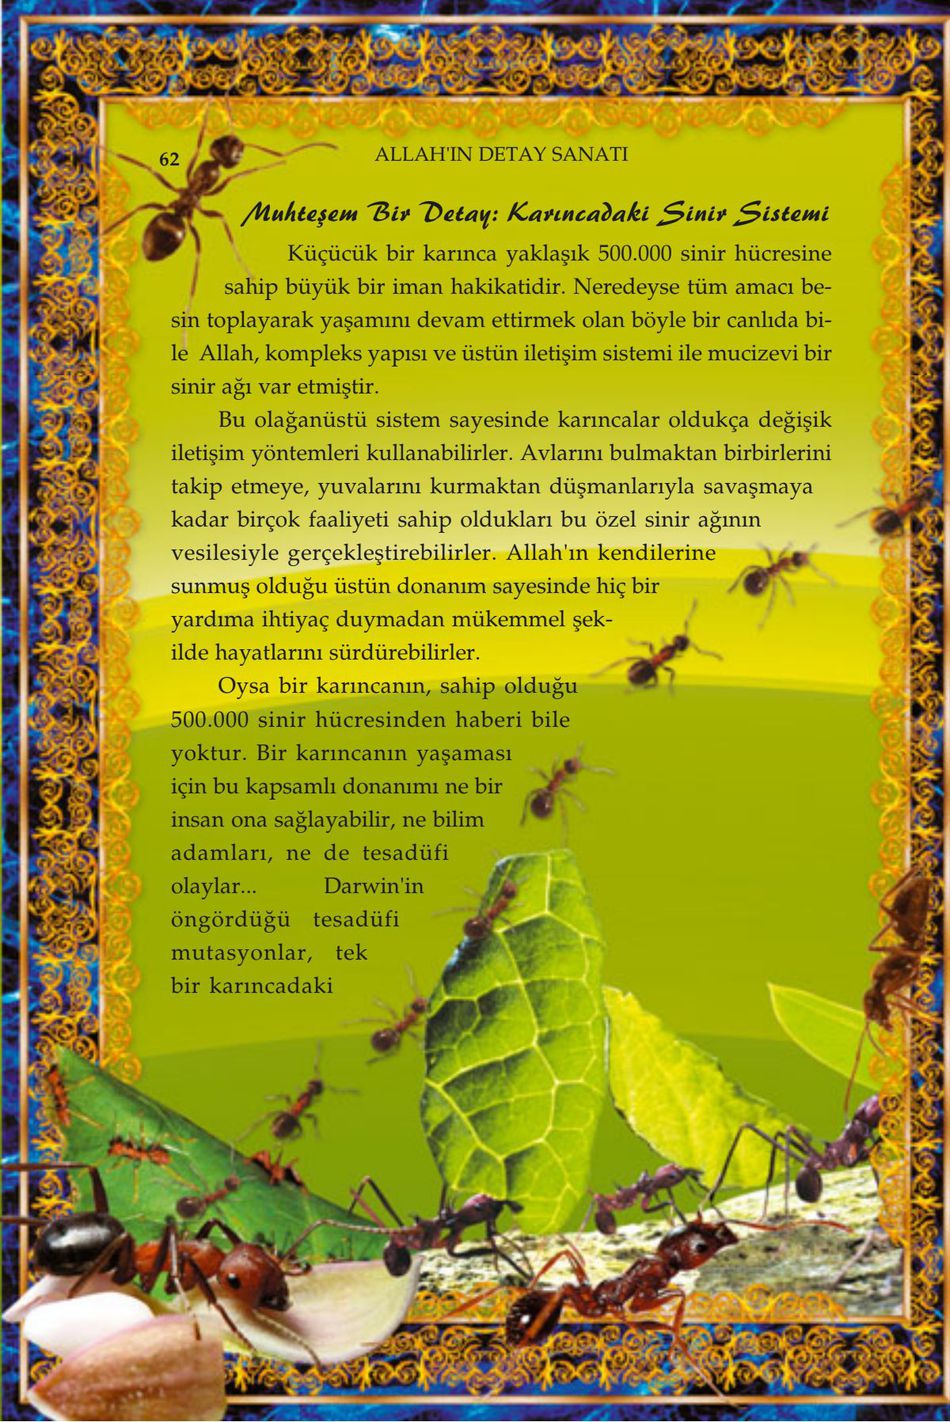 62
ALLAH'IN DETAY SANATI
Muhteşem Bir Detay: Karıncadaki Sinir Sistemi
Küçücük bir karınca yaklaşık 500.000 sinir hücresine
sahip büyük bir iman hakikatidir. Neredeyse tüm amacı be-
sin toplayarak yaşamını devam ettirmek olan böyle bir canlıda bi-
le Allah, kompleks yapısı ve üstün iletişim sistemi ile mucizevi bir
sinir ağı var etmiştir.
Bu olağanüstü sistem sayesinde karıncalar oldukça değişik
iletişim yöntemleri kullanabilirler. Avlarını bulmaktan birbirlerini
takip etmeye, yuvalarını kurmaktan düşmanlarıyla savaşmaya
kadar birçok faaliyeti sahip oldukları bu özel sinir ağının
vesilesiyle gerçekleştirebilirler. Allah'ın kendilerine
sunmuş olduğu üstün donanım sayesinde hiç bir
yardıma ihtiyaç duymadan mükemmel şek-
ilde hayatlarını sürdürebilirler.
Oysa bir karıncanın, sahip olduğu
500.000 sinir hücresinden haberi bile
yoktur. Bir karıncanın yaşaması
için bu kapsamlı donanımı ne bir
insan ona sağlayabilir, ne bilim
adamları, ne de tesadüfi
olaylar... Darwin'in
öngördüğü tesadüfi
mutasyonlar, tek
bir karıncadaki